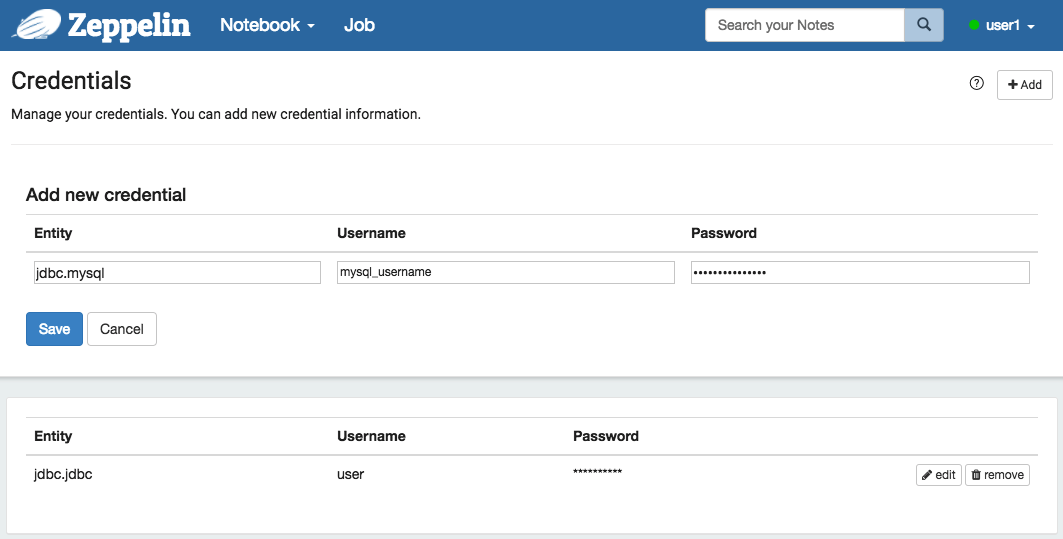 Zeppelin Notebook Job Search your Notes user1
Credentials
Add
Manage your credentials. You can add new credential information.
Add new credential
Entity Username Password
jdbc.mysql mysql_username •••••••••••••••
Save Cancel
Entity Username Password
jdbc.jdbc user ********** edit remove